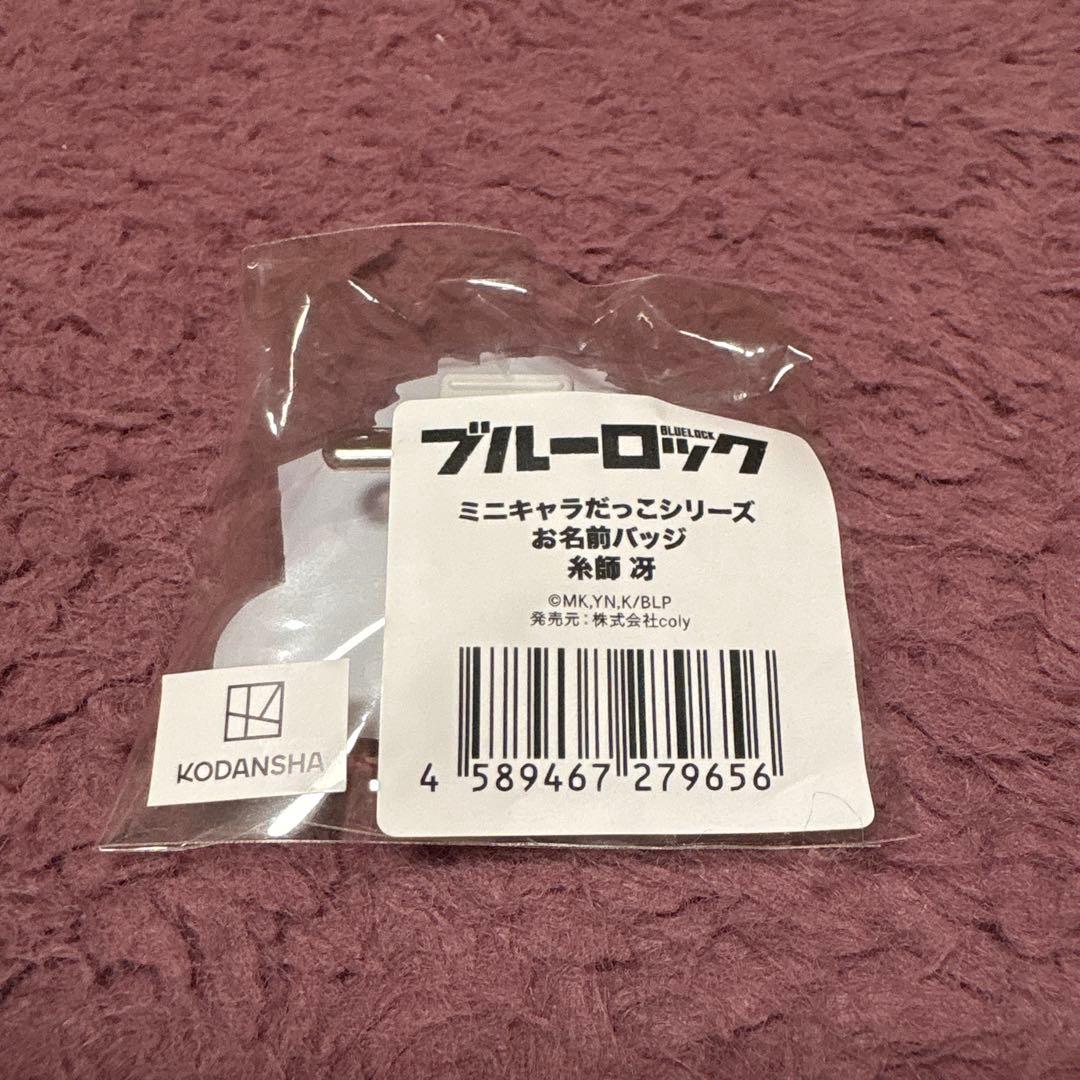 ブルーロック
BLUELOCK
ミニキャラだっこシリーズ
お名前バッジ
糸師 冴
©MK,YN,K/BLP
発売元：株式会社coly
4 589467 279656
KODANSHA